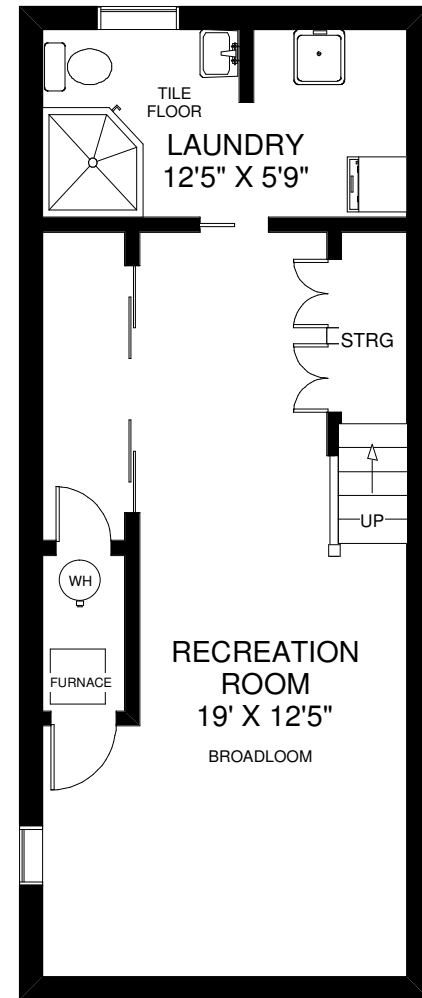 TILE
FLOOR
LAUNDRY
12'5" X 5'9"
STRG
UP
WH
FURNACE
RECREATION
ROOM
19' X 12'5"
BROADLOOM